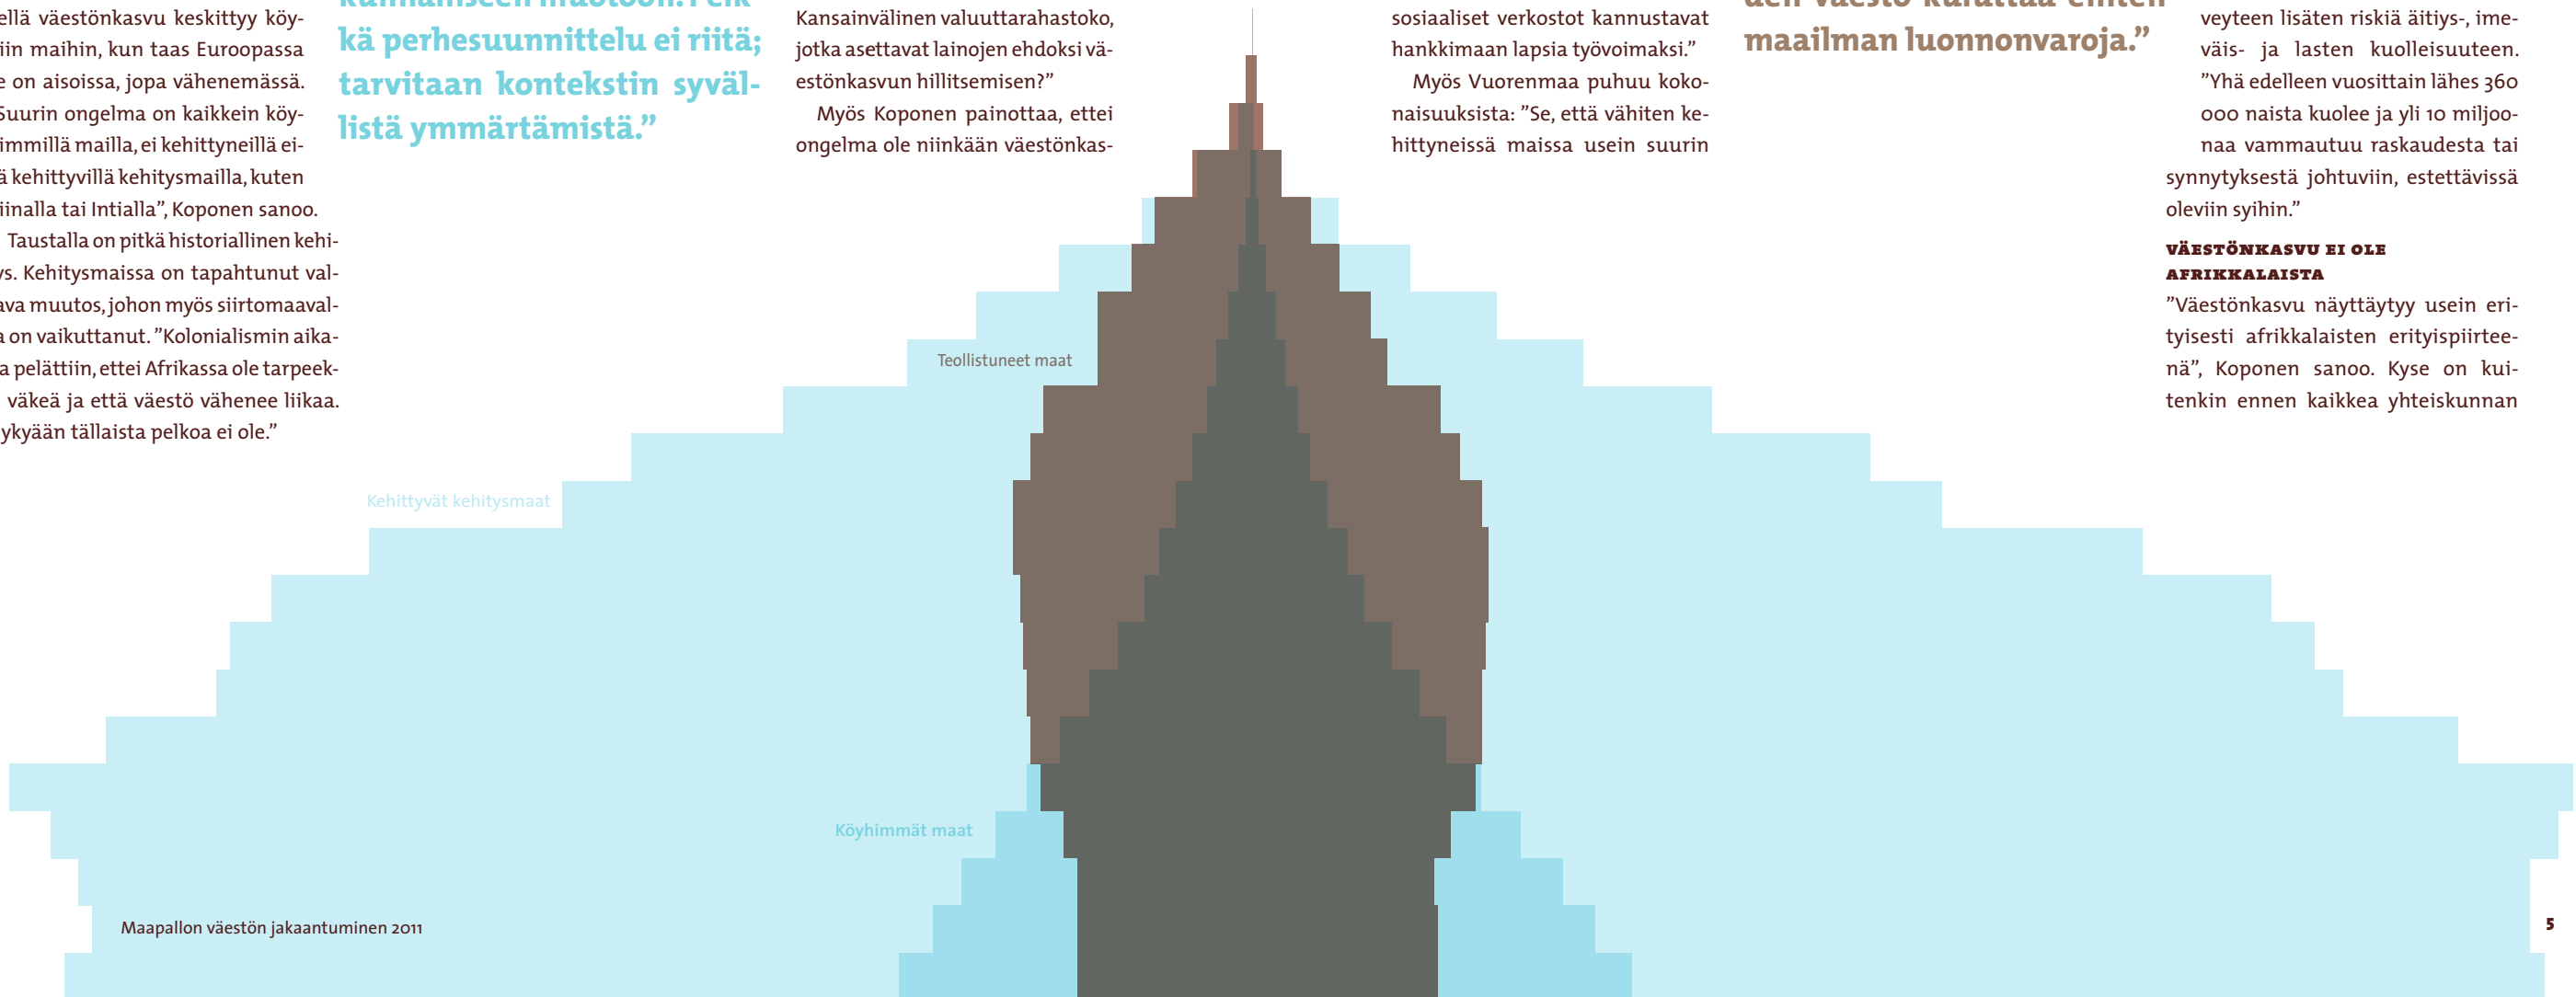 ellä väestönkasvu keskittyy köy-
iin maihin, kun taas Euroopassa
on aisoissa, jopa vähenemässä.
Suurin ongelma on kaikkein köy-
immillä mailla, ei kehittyneillä ei-
ä kehittyvillä kehitysmailla, kuten
iinalla tai Intialla”, Koponen sanoo.
Taustalla on pitkä historiallinen kehi-
ys. Kehitysmaissa on tapahtunut val-
ava muutos, johon myös siirtomaaval-
a on vaikuttanut. ”Kolonialismin aika-
a pelättiin, ettei Afrikassa ole tarpeek-
väkeä ja että väestö vähenee liikaa.
ykyään tällaista pelkoa ei ole.”
kä perhesuunnittelu ei riitä;
tarvitaan kontekstin syväl-
listä ymmärtämistä.”
Kansainvälinen valuuttarahastoko,
jotka asettavat lainojen ehdoksi vä-
estönkasvun hillitsemisen?”
Myös Koponen painottaa, ettei
ongelma ole niinkään väestönkas-
sosiaaliset verkostot kannustavat
hankkimaan lapsia työvoimaksi.”
Myös Vuorenmaa puhuu koko-
naisuuksista: ”Se, että vähiten ke-
hittyneissä maissa usein suurin
maailman luonnonvaroja.”
veyteen lisäten riskiä äitiys-, ime-
väis- ja lasten kuolleisuuteen.
”Yhä edelleen vuosittain lähes 360
000 naista kuolee ja yli 10 miljoo-
naa vammautuu raskaudesta tai
synnytyksestä johtuviin, estettävissä
oleviin syihin.”
VÄESTÖNKASVU EI OLE
AFRIKKALAISTA
”Väestönkasvu näyttäytyy usein eri-
tyisesti afrikkalaisten erityispiirtee-
nä”, Koponen sanoo. Kyse on kui-
tenkin ennen kaikkea yhteiskunnan
Teollistuneet maat
Kehittyvät kehitysmaat
Köyhimmät maat
Maapallon väestön jakaantuminen 2011
5